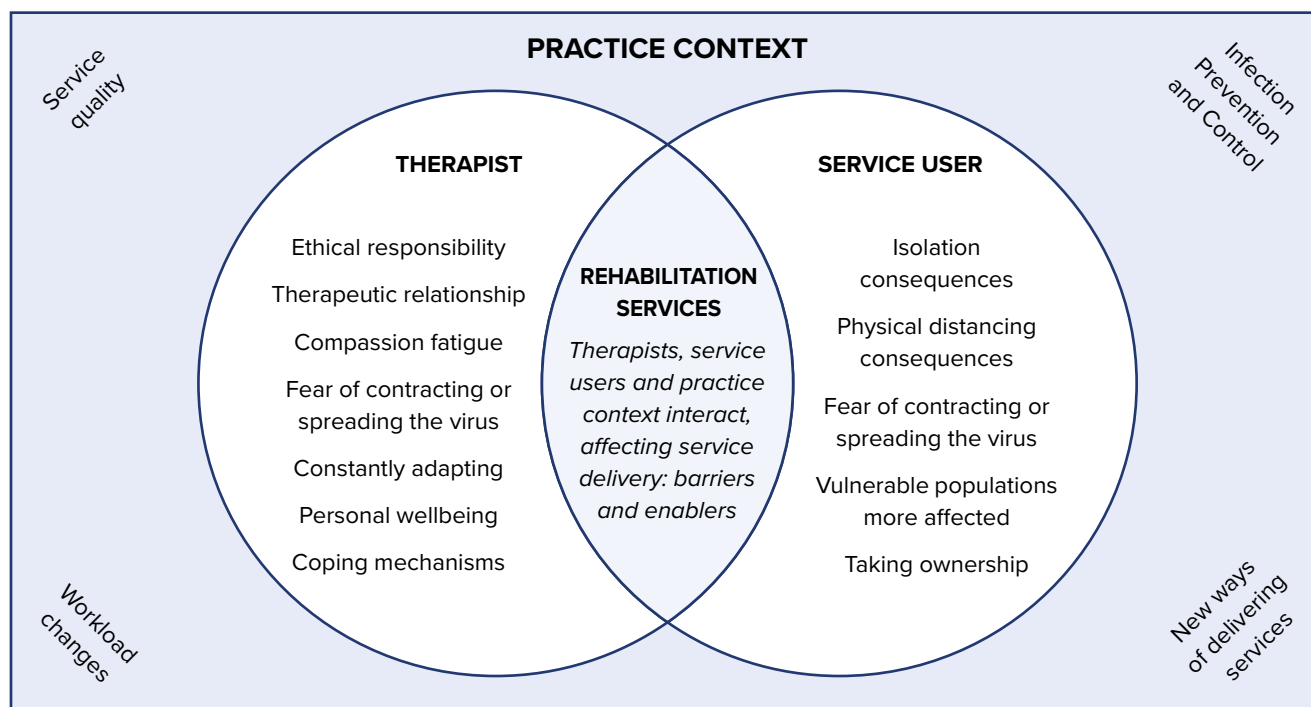 PRACTICE CONTEXT
Service
quality
Infection
Prevention
and Control
THERAPIST
Ethical responsibility
Therapeutic relationship
Compassion fatigue
Fear of contracting or
spreading the virus
Constantly adapting
Personal wellbeing
Coping mechanisms
REHABILITATION
SERVICES
Therapists, service
users and practice
context interact,
affecting service
delivery: barriers
and enablers
SERVICE USER
Isolation
consequences
Physical distancing
consequences
Fear of contracting or
spreading the virus
Vulnerable populations
more affected
Taking ownership
Workload
changes
New ways
of delivering
services